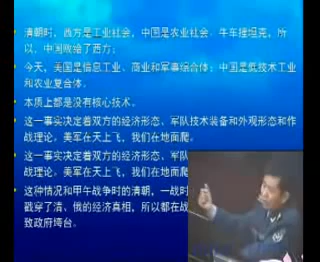 清朝时，西方是工业社会，中国是农业社会。牛车撞坦克，所
以，中国败给了西方；
今天，美国是信息工业、商业和军事综合体；中国是低技术工业
和农业复合体。
本质上都是没有核心技术。
这一事实决定着双方的经济形态、军队技术装备和外观形态和作
战理论。美军在天上飞，我们在地面爬。
这一事实决定着双方的经济形态、军队
战理论。美军在天上飞，我们在地面爬
这种情况和甲午战争时的清朝，一战时
戳穿了清、俄的经济真相，所以都在战
致政府垮台。